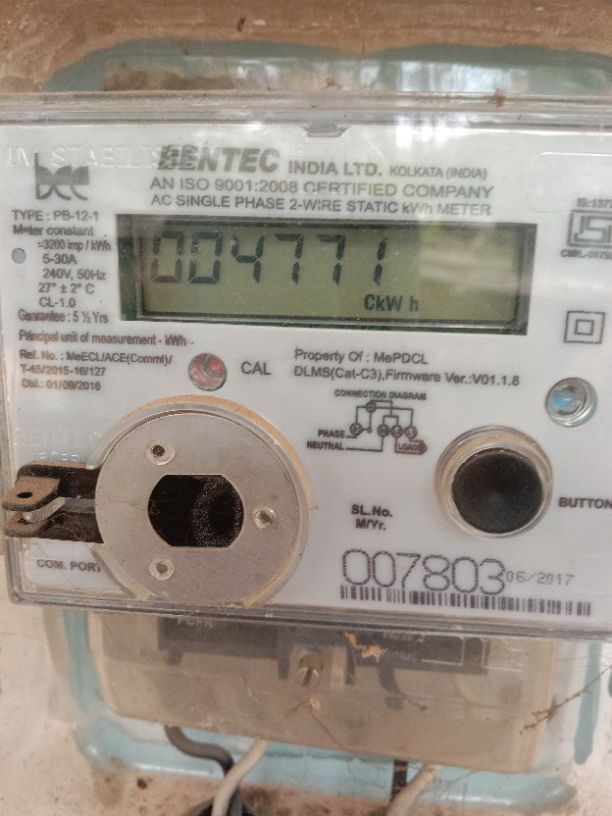 BENTEC INDIA LTD. KOLKATA (INDIA)
bee
AN ISO 9001:2008 CERTIFIED COMPANY
AC SINGLE PHASE 2-WIRE STATIC kWh METER
TYPE : PB-12-1
Meter constant
=3200 imp / kWh
5-30A
240V, 50Hz
27° ± 2° C
CL-1.0
Guarantee : 5 ½ Yrs
004771
CkW h
Principal unit of measurement - kWh -
Ref. No. : MeECL/ACE(Comml)/
T-45/2015-16/127
Dtd.: 01/09/2016
CAL
Property Of : MePDCL
DLMS(Cat-C3),Firmware Ver.:V01.1.8
CONNECTION DIAGRAM
PHASE
NEUTRAL
LOAD
SL.No.
M/Yr.
BUTTON
COM. PORT
007803 06/2017